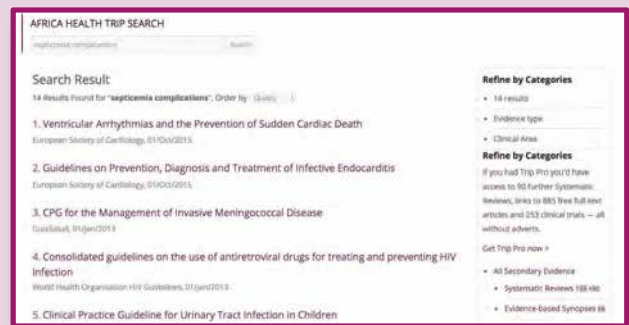 AFRICA HEALTH TRIP SEARCH
septicemia complications
Search
Search Result
14 Results Found for "septicemia complications", Order by Quality
1. Ventricular Arrhythmias and the Prevention of Sudden Cardiac Death
European Society of Cardiology, 01/Oct/2015
2. Guidelines on Prevention, Diagnosis and Treatment of Infective Endocarditis
European Society of Cardiology, 01/Oct/2015
3. CPG for the Management of Invasive Meningococcal Disease
GuiaSalud, 01/Jan/2013
4. Consolidated guidelines on the use of antiretroviral drugs for treating and preventing HIV
Infection
World Health Organisation HIV Guidelines, 01/Jan/2013
5. Clinical Practice Guideline for Urinary Tract Infection in Children
Refine by Categories
14 results
Evidence type
Clinical Area
Refine by Categories
If you had Trip Pro you'd have
access to 90 further Systematic
Reviews, links to 885 free full-text
articles and 253 clinical trials — all
without adverts.
Get Trip Pro now >
All Secondary Evidence
Systematic Reviews
Evidence-based Synopses